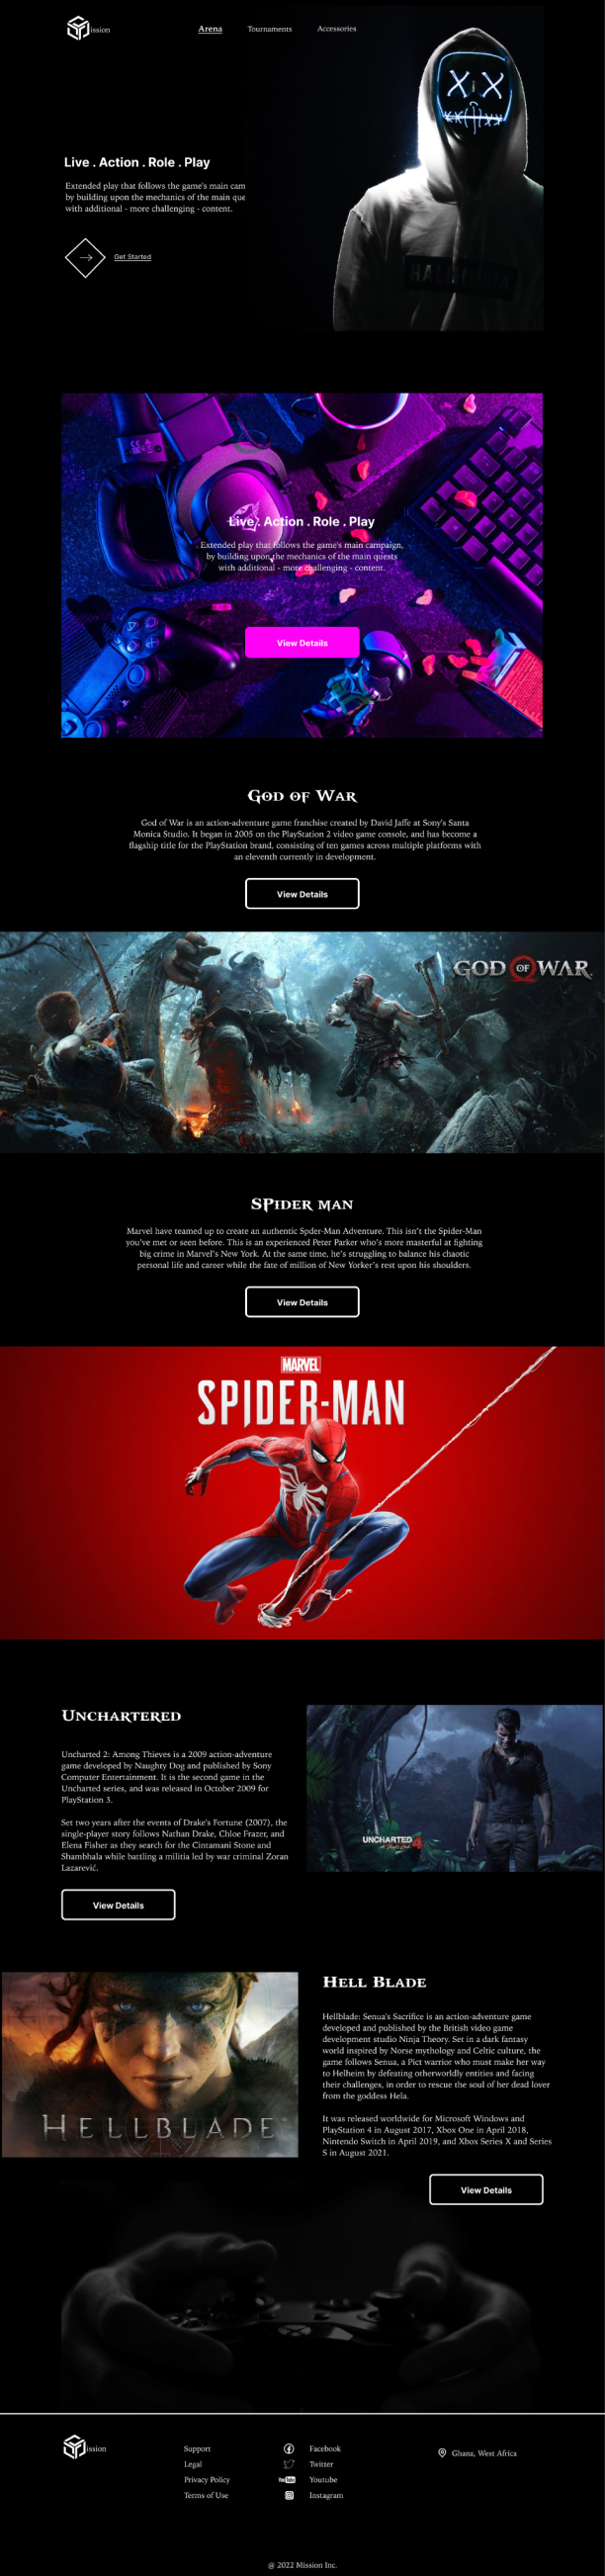 ission
Arena
Tournaments
Accessories
Live . Action . Role . Play
Extended play that follows the game's main cam
by building upon the mechanics of the main que
with additional - more challenging - content.
Get Started
Live . Action . Role . Play
Extended play that follows the game's main campaign,
by building upon the mechanics of the main quests
with additional - more challenging - content.
View Details
God of War
God of War is an action-adventure game franchise created by David Jaffe at Sony's Santa
Monica Studio. It began in 2005 on the PlayStation 2 video game console, and has become a
flagship title for the PlayStation brand, consisting of ten games across multiple platforms with
an eleventh currently in development.
View Details
GOD OF WAR
SPider man
Marvel have teamed up to create an authentic Spder-Man Adventure. This isn't the Spider-Man
you've met or seen before. This is an experienced Peter Parker who's more masterful at fighting
big crime in Marvel's New York. At the same time, he's struggling to balance his chaotic
personal life and career while the fate of million of New Yorker's rest upon his shoulders.
View Details
MARVEL
SPIDER-MAN
Unchartered
Uncharted 2: Among Thieves is a 2009 action-adventure
game developed by Naughty Dog and published by Sony
Computer Entertainment. It is the second game in the
Uncharted series, and was released in October 2009 for
PlayStation 3.
Set two years after the events of Drake's Fortune (2007), the
single-player story follows Nathan Drake, Chloe Frazer, and
Elena Fisher as they search for the Cintamani Stone and
Shambhala while battling a militia led by war criminal Zoran
Lazarević.
View Details
UNCHARTED 4
Hell Blade
Hellblade: Senua's Sacrifice is an action-adventure game
developed and published by the British video game
development studio Ninja Theory. Set in a dark fantasy
world inspired by Norse mythology and Celtic culture, the
game follows Senua, a Pict warrior who must make her way
to Helheim by defeating otherworldly entities and facing
their challenges, in order to rescue the soul of her dead lover
from the goddess Hela.
It was released worldwide for Microsoft Windows and
PlayStation 4 in August 2017, Xbox One in April 2018,
Nintendo Switch in April 2019, and Xbox Series X and Series
S in August 2021.
HELLBLADE
View Details
ission
Support
Legal
Privacy Policy
Terms of Use
Facebook
Twitter
YouTube
Youtube
Instagram
Ghana, West Africa
@ 2022 Mission Inc.